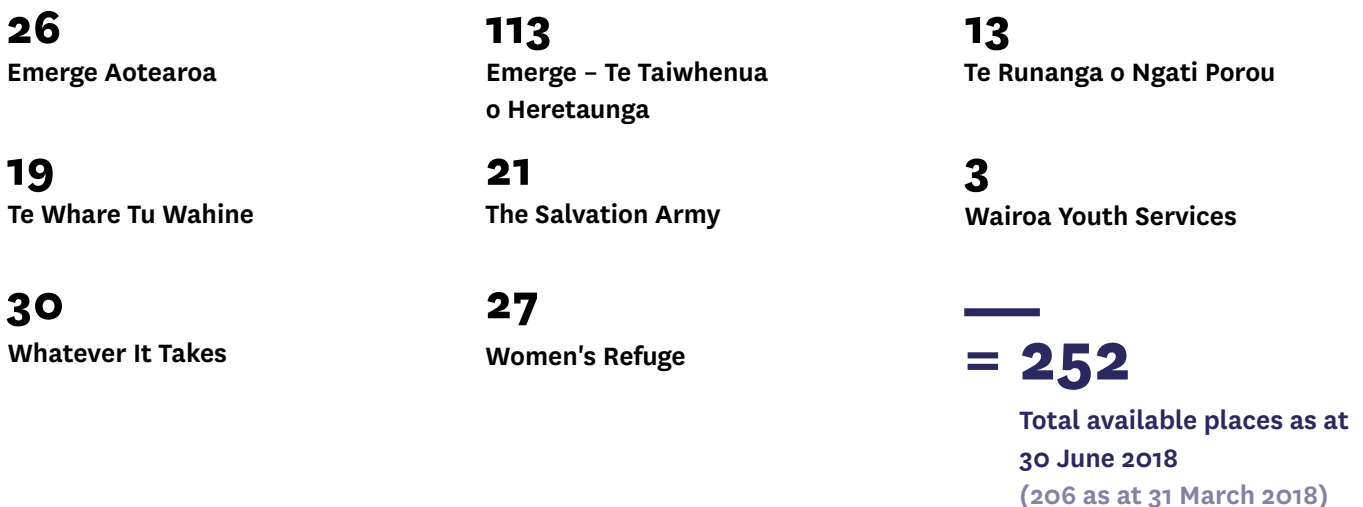 26
Emerge Aotearoa
113
Emerge – Te Taiwhenua
o Heretaunga
13
Te Runanga o Ngati Porou
19
Te Whare Tu Wahine
21
The Salvation Army
3
Wairoa Youth Services
30
Whatever It Takes
27
Women's Refuge
= 252
Total available places as at
30 June 2018
(206 as at 31 March 2018)